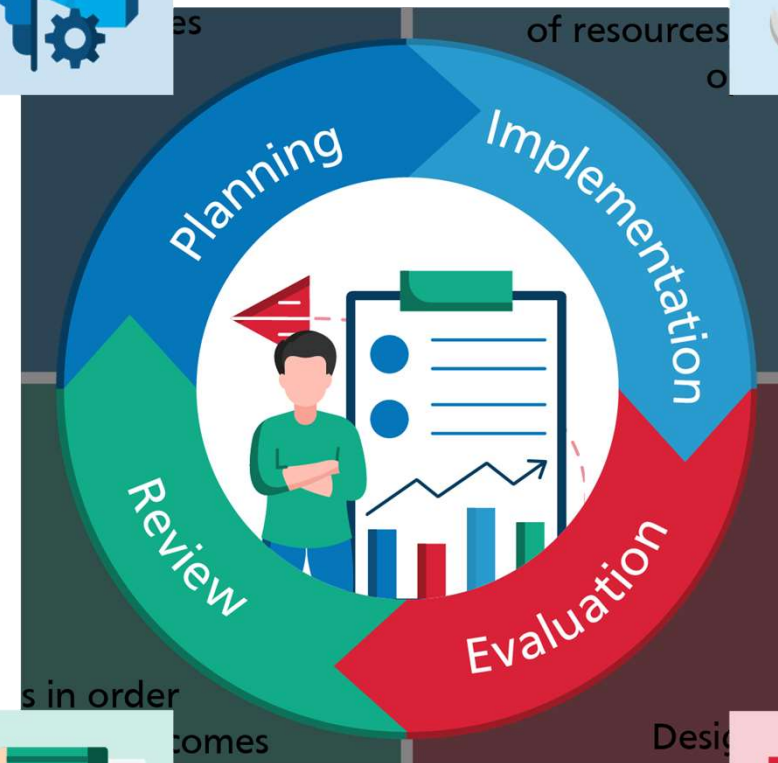 es
of resources
o
Planning
Implementation
Review
Evaluation
s in order
comes
Desig